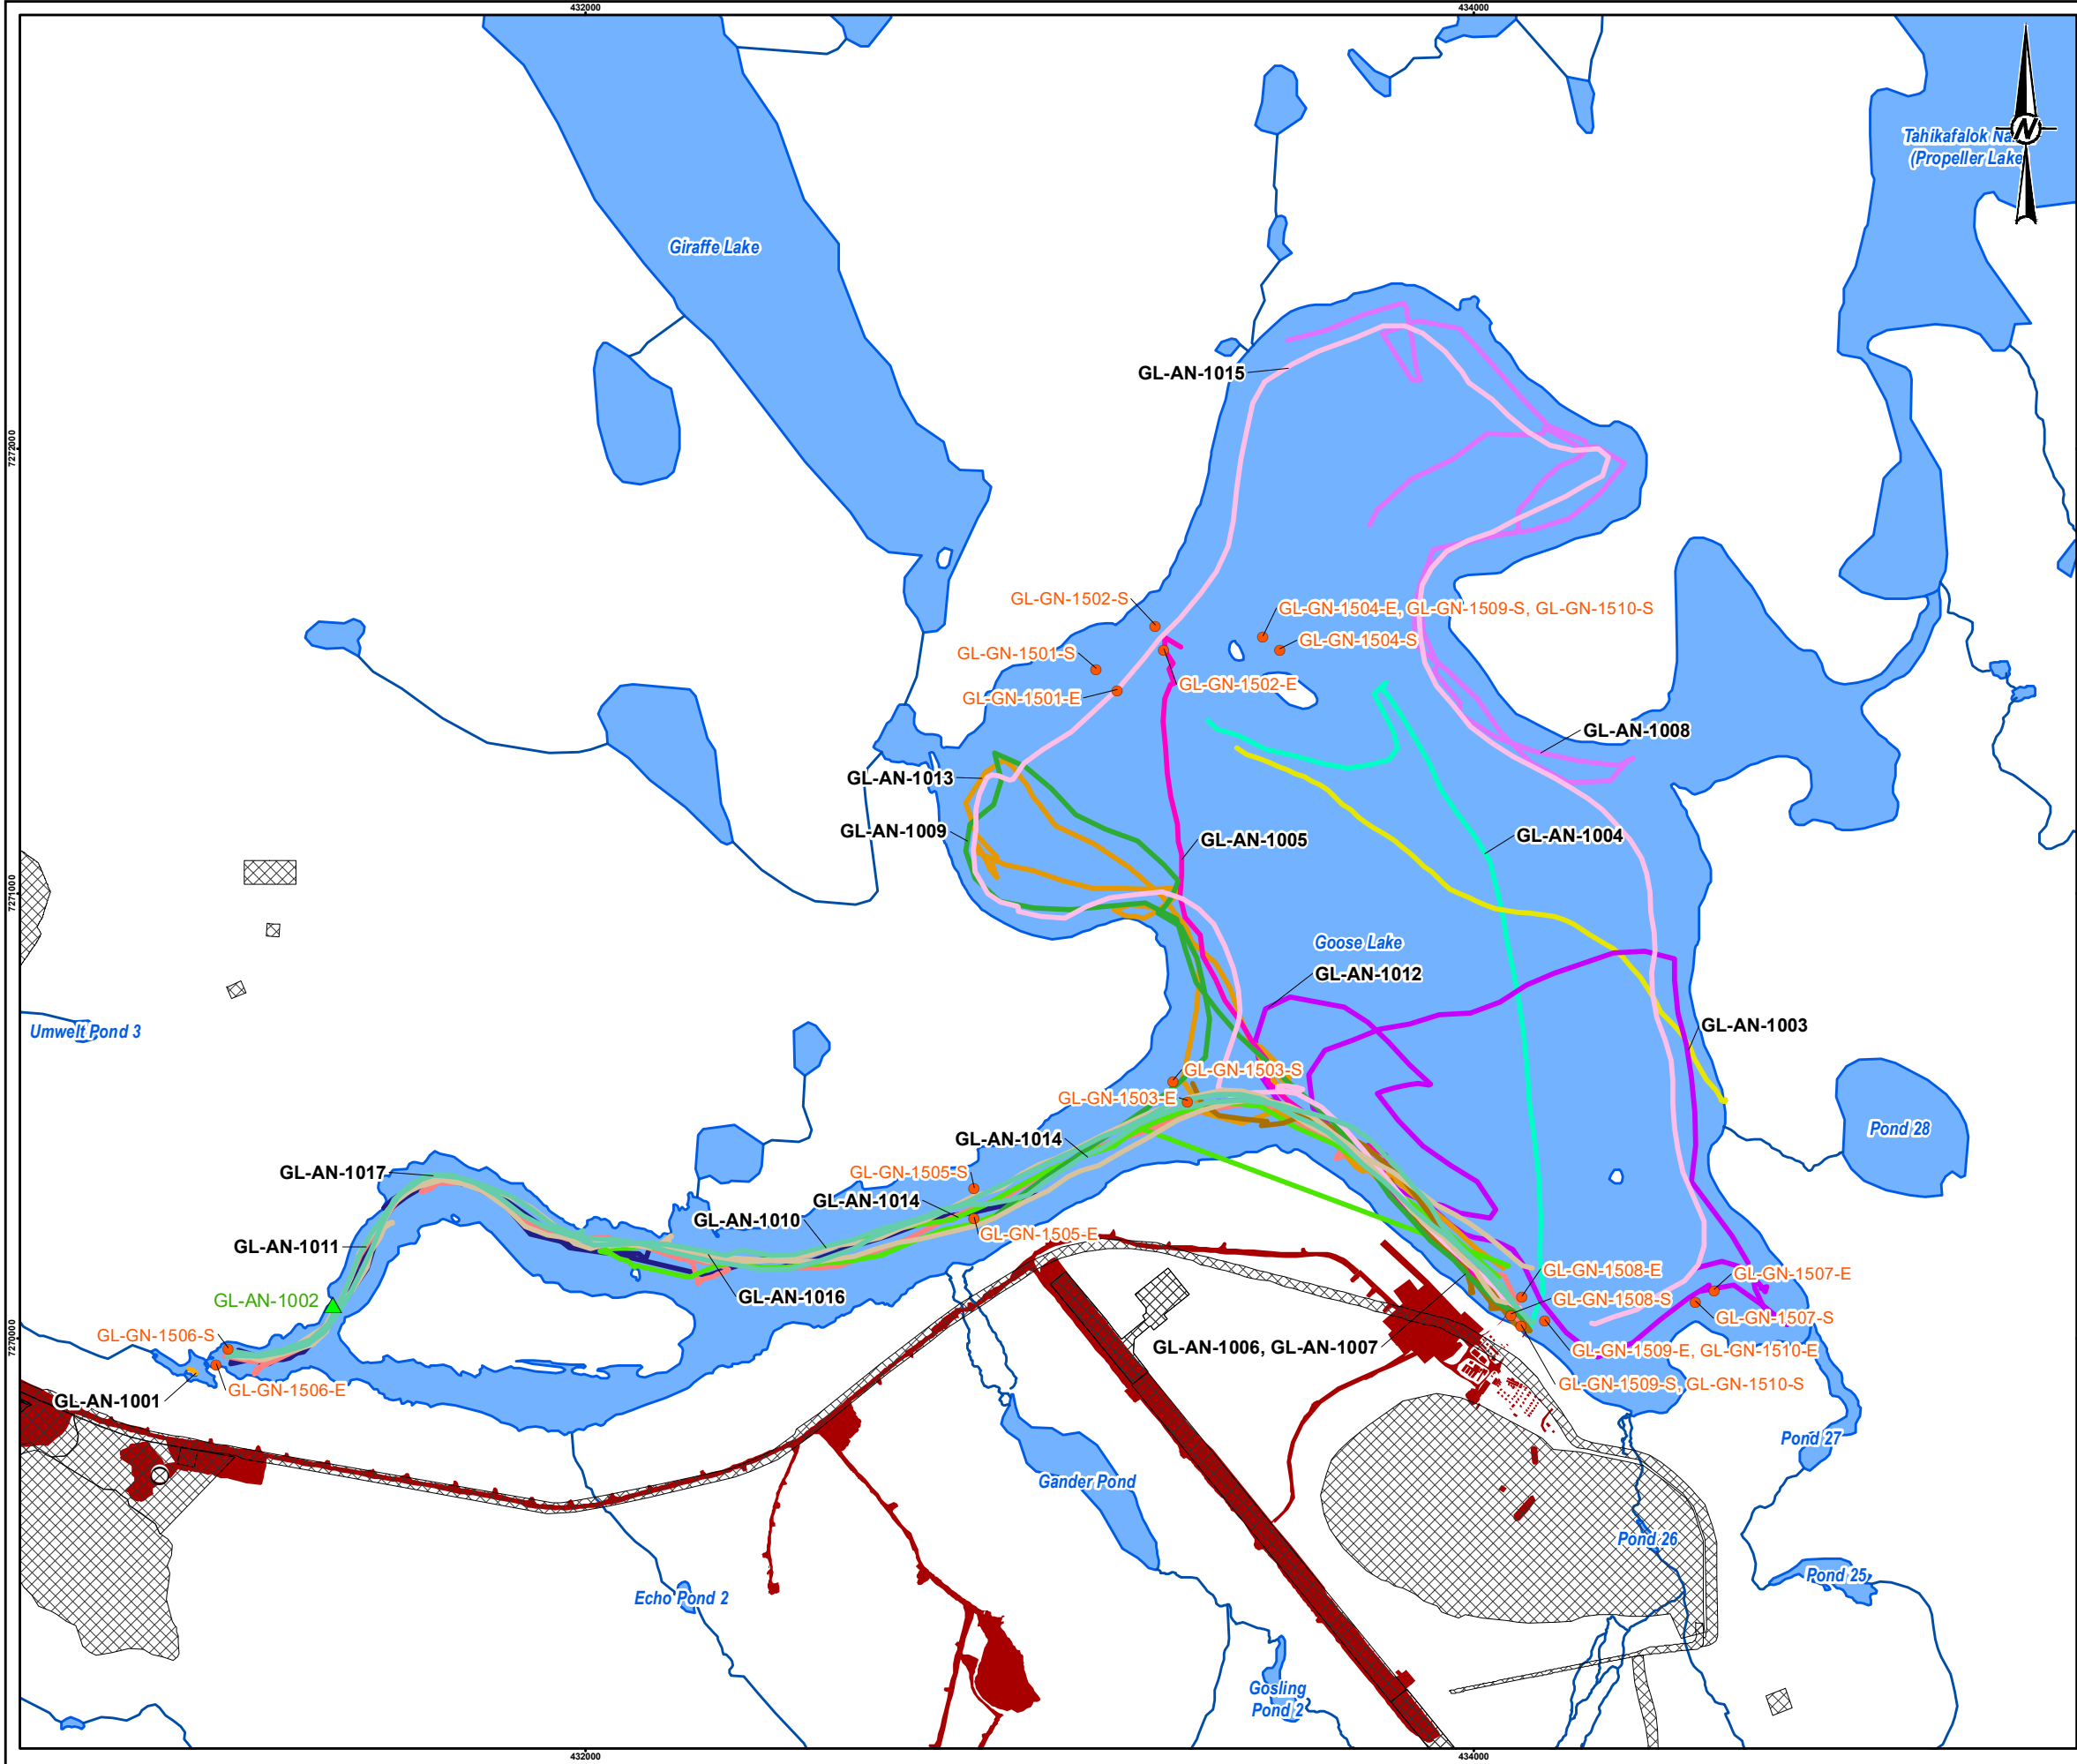 432000
434000
N
Tahikafalok Na
(Propeller Lake
Giraffe Lake
GL-AN-1015
7272000
GL-GN-1502-S
GL-GN-1504-E, GL-GN-1509-S, GL-GN-1510-S
GL-GN-1504-S
GL-GN-1501-S
GL-GN-1502-E
GL-GN-1501-E
GL-AN-1008
GL-AN-1013
GL-AN-1009
GL-AN-1005
GL-AN-1004
7271000
Goose Lake
GL-AN-1012
GL-AN-1003
Umwelt Pond 3
GL-GN-1503-S
GL-GN-1503-E
Pond 28
GL-AN-1014
GL-AN-1017
GL-GN-1505-S
GL-AN-1014
GL-AN-1010
GL-GN-1505-E
GL-AN-1011
GL-GN-1508-E
GL-GN-1507-E
GL-AN-1016
GL-AN-1002
GL-GN-1508-S
GL-GN-1507-S
7270000
GL-GN-1506-S
GL-AN-1006, GL-AN-1007
GL-GN-1509-E, GL-GN-1510-E
GL-GN-1509-S, GL-GN-1510-S
GL-GN-1506-E
GL-AN-1001
Pond 27
Gander Pond
Pond 26
Pond 25
Echo Pond 2
Gosling
Pond 2
432000
434000